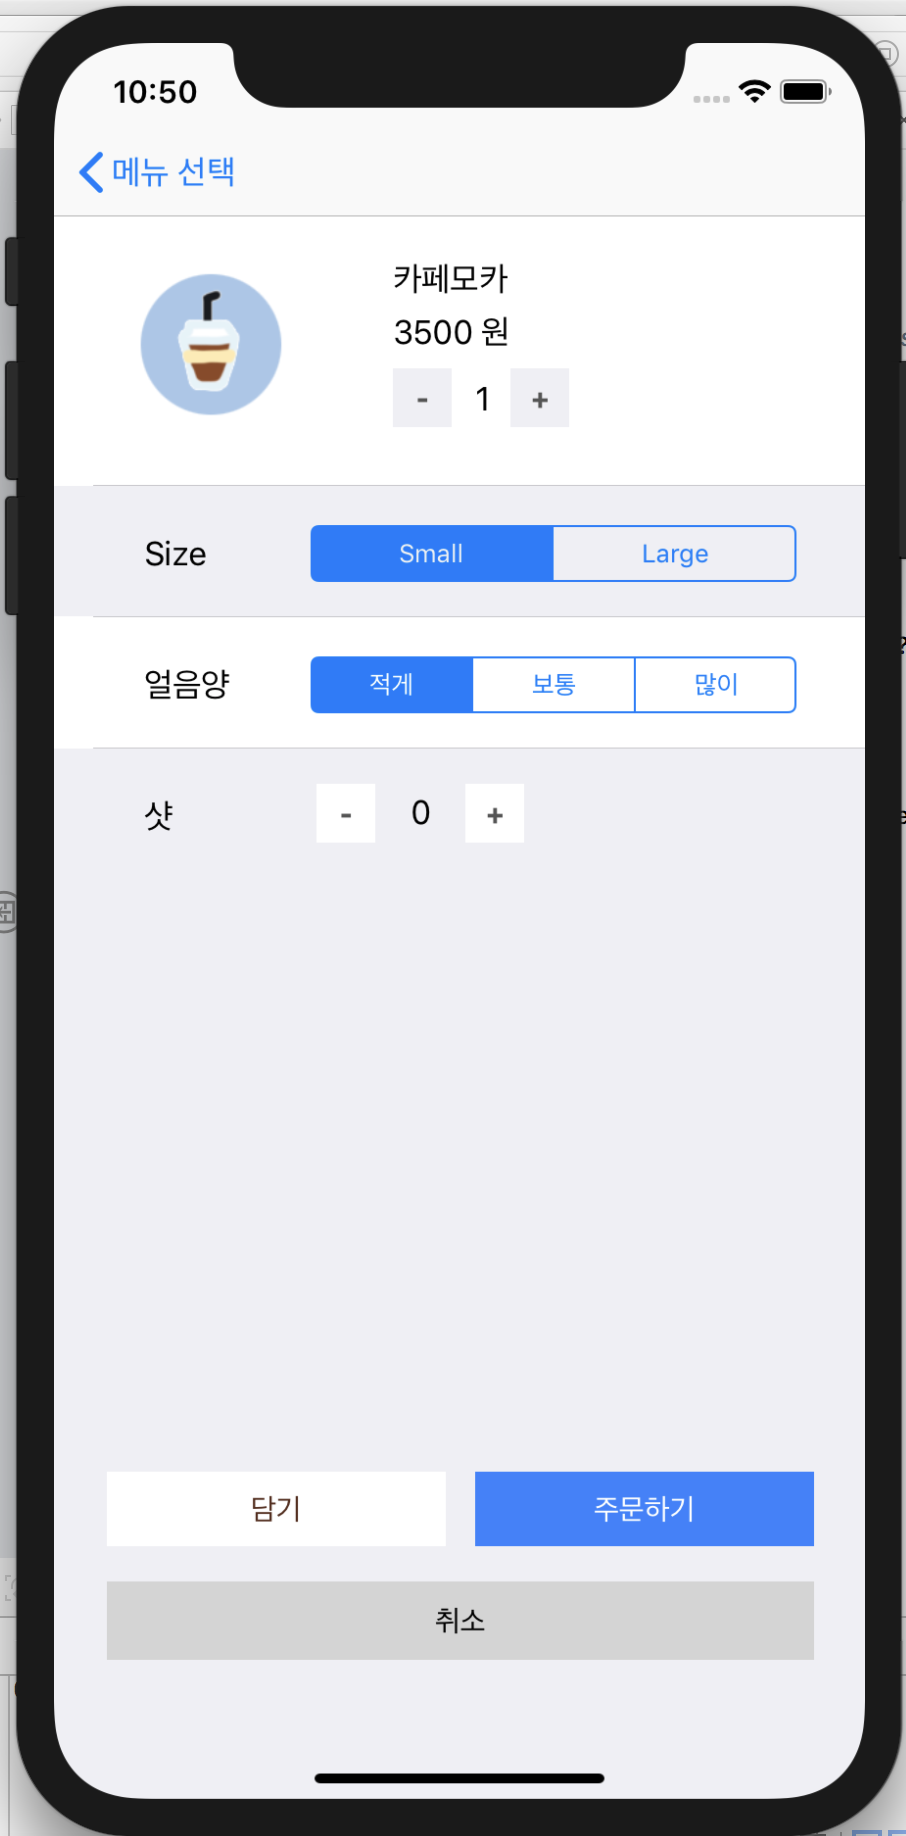 10:50
메뉴 선택
카페모카
3500 원
- 1 +
Size Small Large
얼음양 적게 보통 많이
샷 - 0 +
담기 주문하기
취소